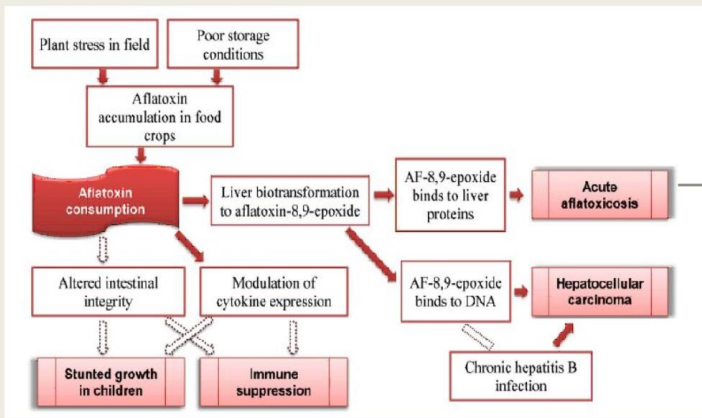 Plant stress in field
Poor storage
conditions
Aflatoxin
accumulation in food
crops
Aflatoxin
consumption
Liver biotransformation
to aflatoxin-8,9-epoxide
AF-8,9-epoxide
binds to liver
proteins
Acute
aflatoxicosis
Altered intestinal
integrity
Modulation of
cytokine expression
AF-8,9-epoxide
binds to DNA
Hepatocellular
carcinoma
Stunted growth
in children
Immune
suppression
Chronic hepatitis B
infection